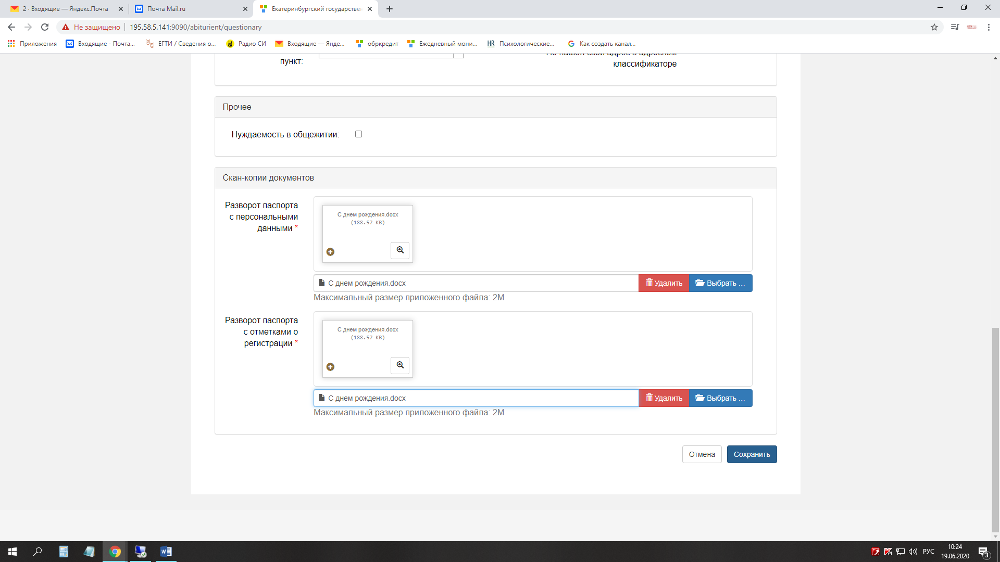 2 · Входящие — Яндекс.Почта
Почта Mail.ru
Екатеринбургский государствен
Не защищено
195.58.5.141:9090/abiturient/questionary
Приложения
Входящие - Почта...
ЕГТИ / Сведения о...
Радио СИ
Входящие — Янде...
обркредит
Ежедневный мони...
HR Психологические...
Как создать канал...
пункт:
классификаторе
Прочее
Нуждаемость в общежитии:
Скан-копии документов
Разворот паспорта
с персональными
данными *
С днем рождения.docx
(188.57 KB)
С днем рождения.docx
Удалить
Выбрать ...
Максимальный размер приложенного файла: 2M
Разворот паспорта
с отметками о
регистрации *
С днем рождения.docx
(188.57 KB)
С днем рождения.docx
Удалить
Выбрать ...
Максимальный размер приложенного файла: 2M
Отмена
Сохранить
РУС
10:24
19.06.2020
3